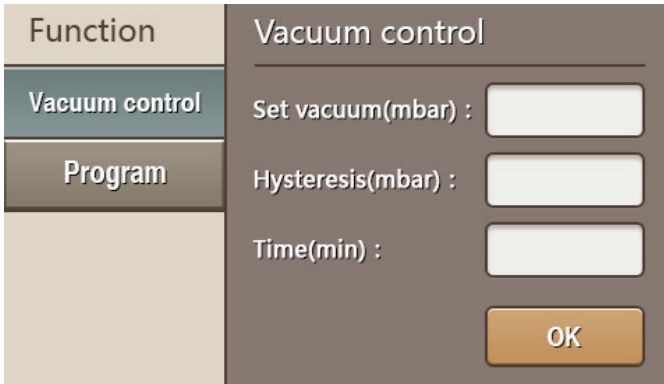 Function
Vacuum control
Program
Vacuum control
Set vacuum(mbar) :
Hysteresis(mbar) :
Time(min) :
OK